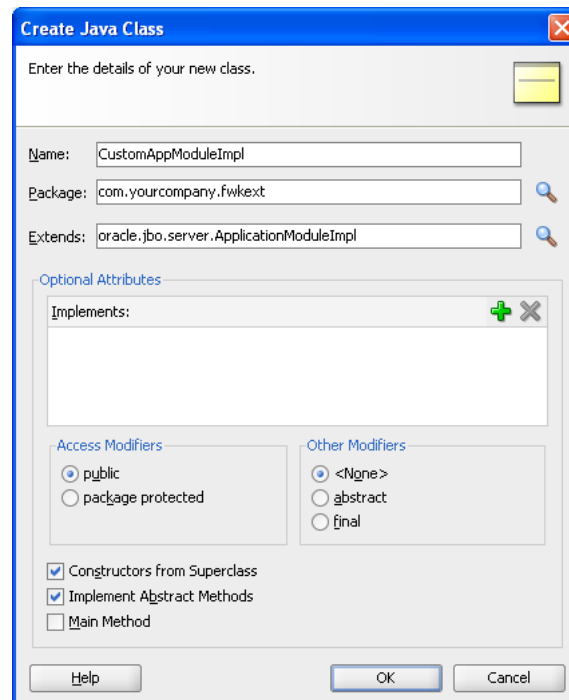 Create Java Class
Enter the details of your new class.
Name: CustomAppModuleImpl
Package: com.yourcompany.fwkext
Extends: oracle.jbo.server.ApplicationModuleImpl
Optional Attributes
Implements:
Access Modifiers
public
package protected
Other Modifiers
<None>
abstract
final
Constructors from Superclass
Implement Abstract Methods
Main Method
Help
OK
Cancel